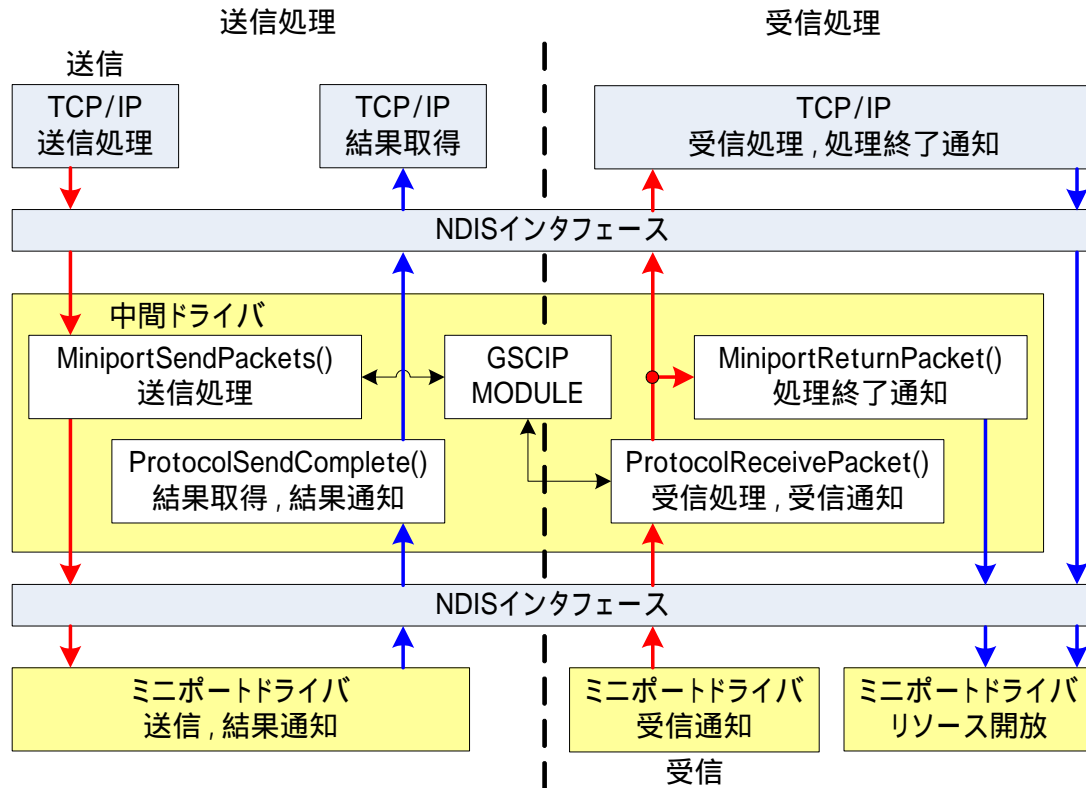 送信処理
受信処理
送信
TCP/IP
送信処理
TCP/IP
結果取得
TCP/IP
受信処理 , 処理終了通知
NDISインタフェース
中間ドライバ
MiniportSendPackets()
送信処理
GSCIP
MODULE
MiniportReturnPacket()
処理終了通知
ProtocolSendComplete()
結果取得 , 結果通知
ProtocolReceivePacket()
受信処理 , 受信通知
NDISインタフェース
ミニポートドライバ
送信 , 結果通知
ミニポートドライバ
受信通知
ミニポートドライバ
リソース開放
受信